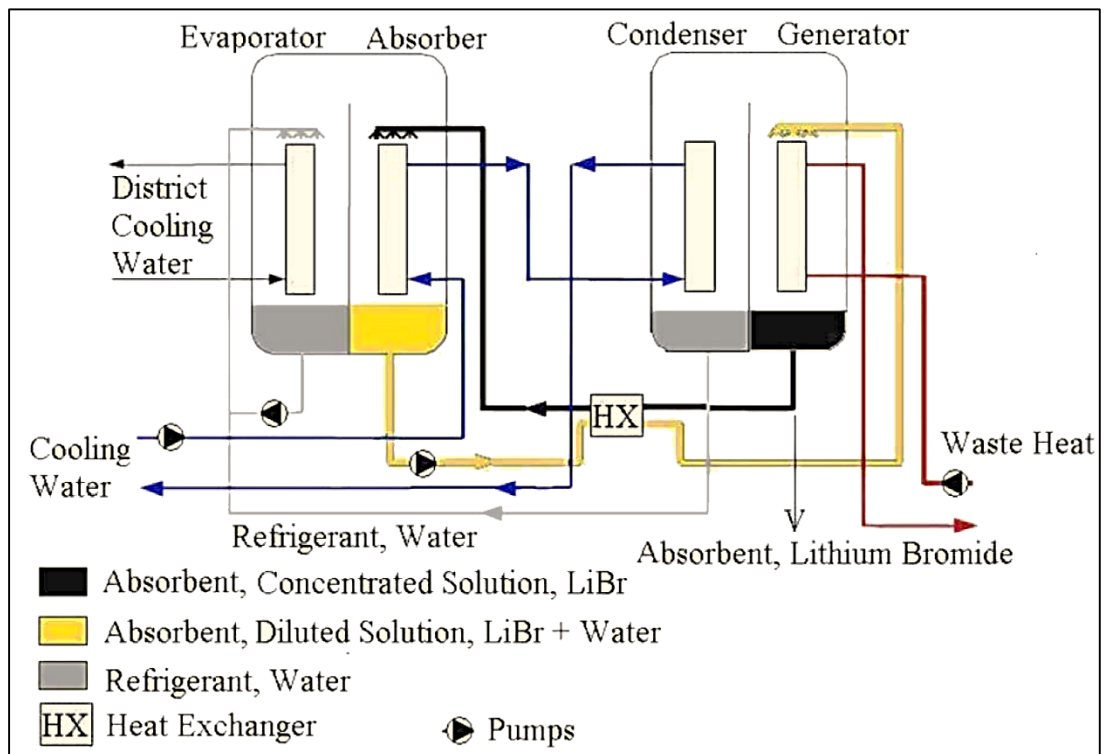 Evaporator Absorber
Condenser Generator
District
Cooling
Water
HX
Cooling
Water
Waste Heat
Refrigerant, Water
Absorbent, Lithium Bromide
Absorbent, Concentrated Solution, LiBr
Absorbent, Diluted Solution, LiBr + Water
Refrigerant, Water
HX Heat Exchanger
Pumps